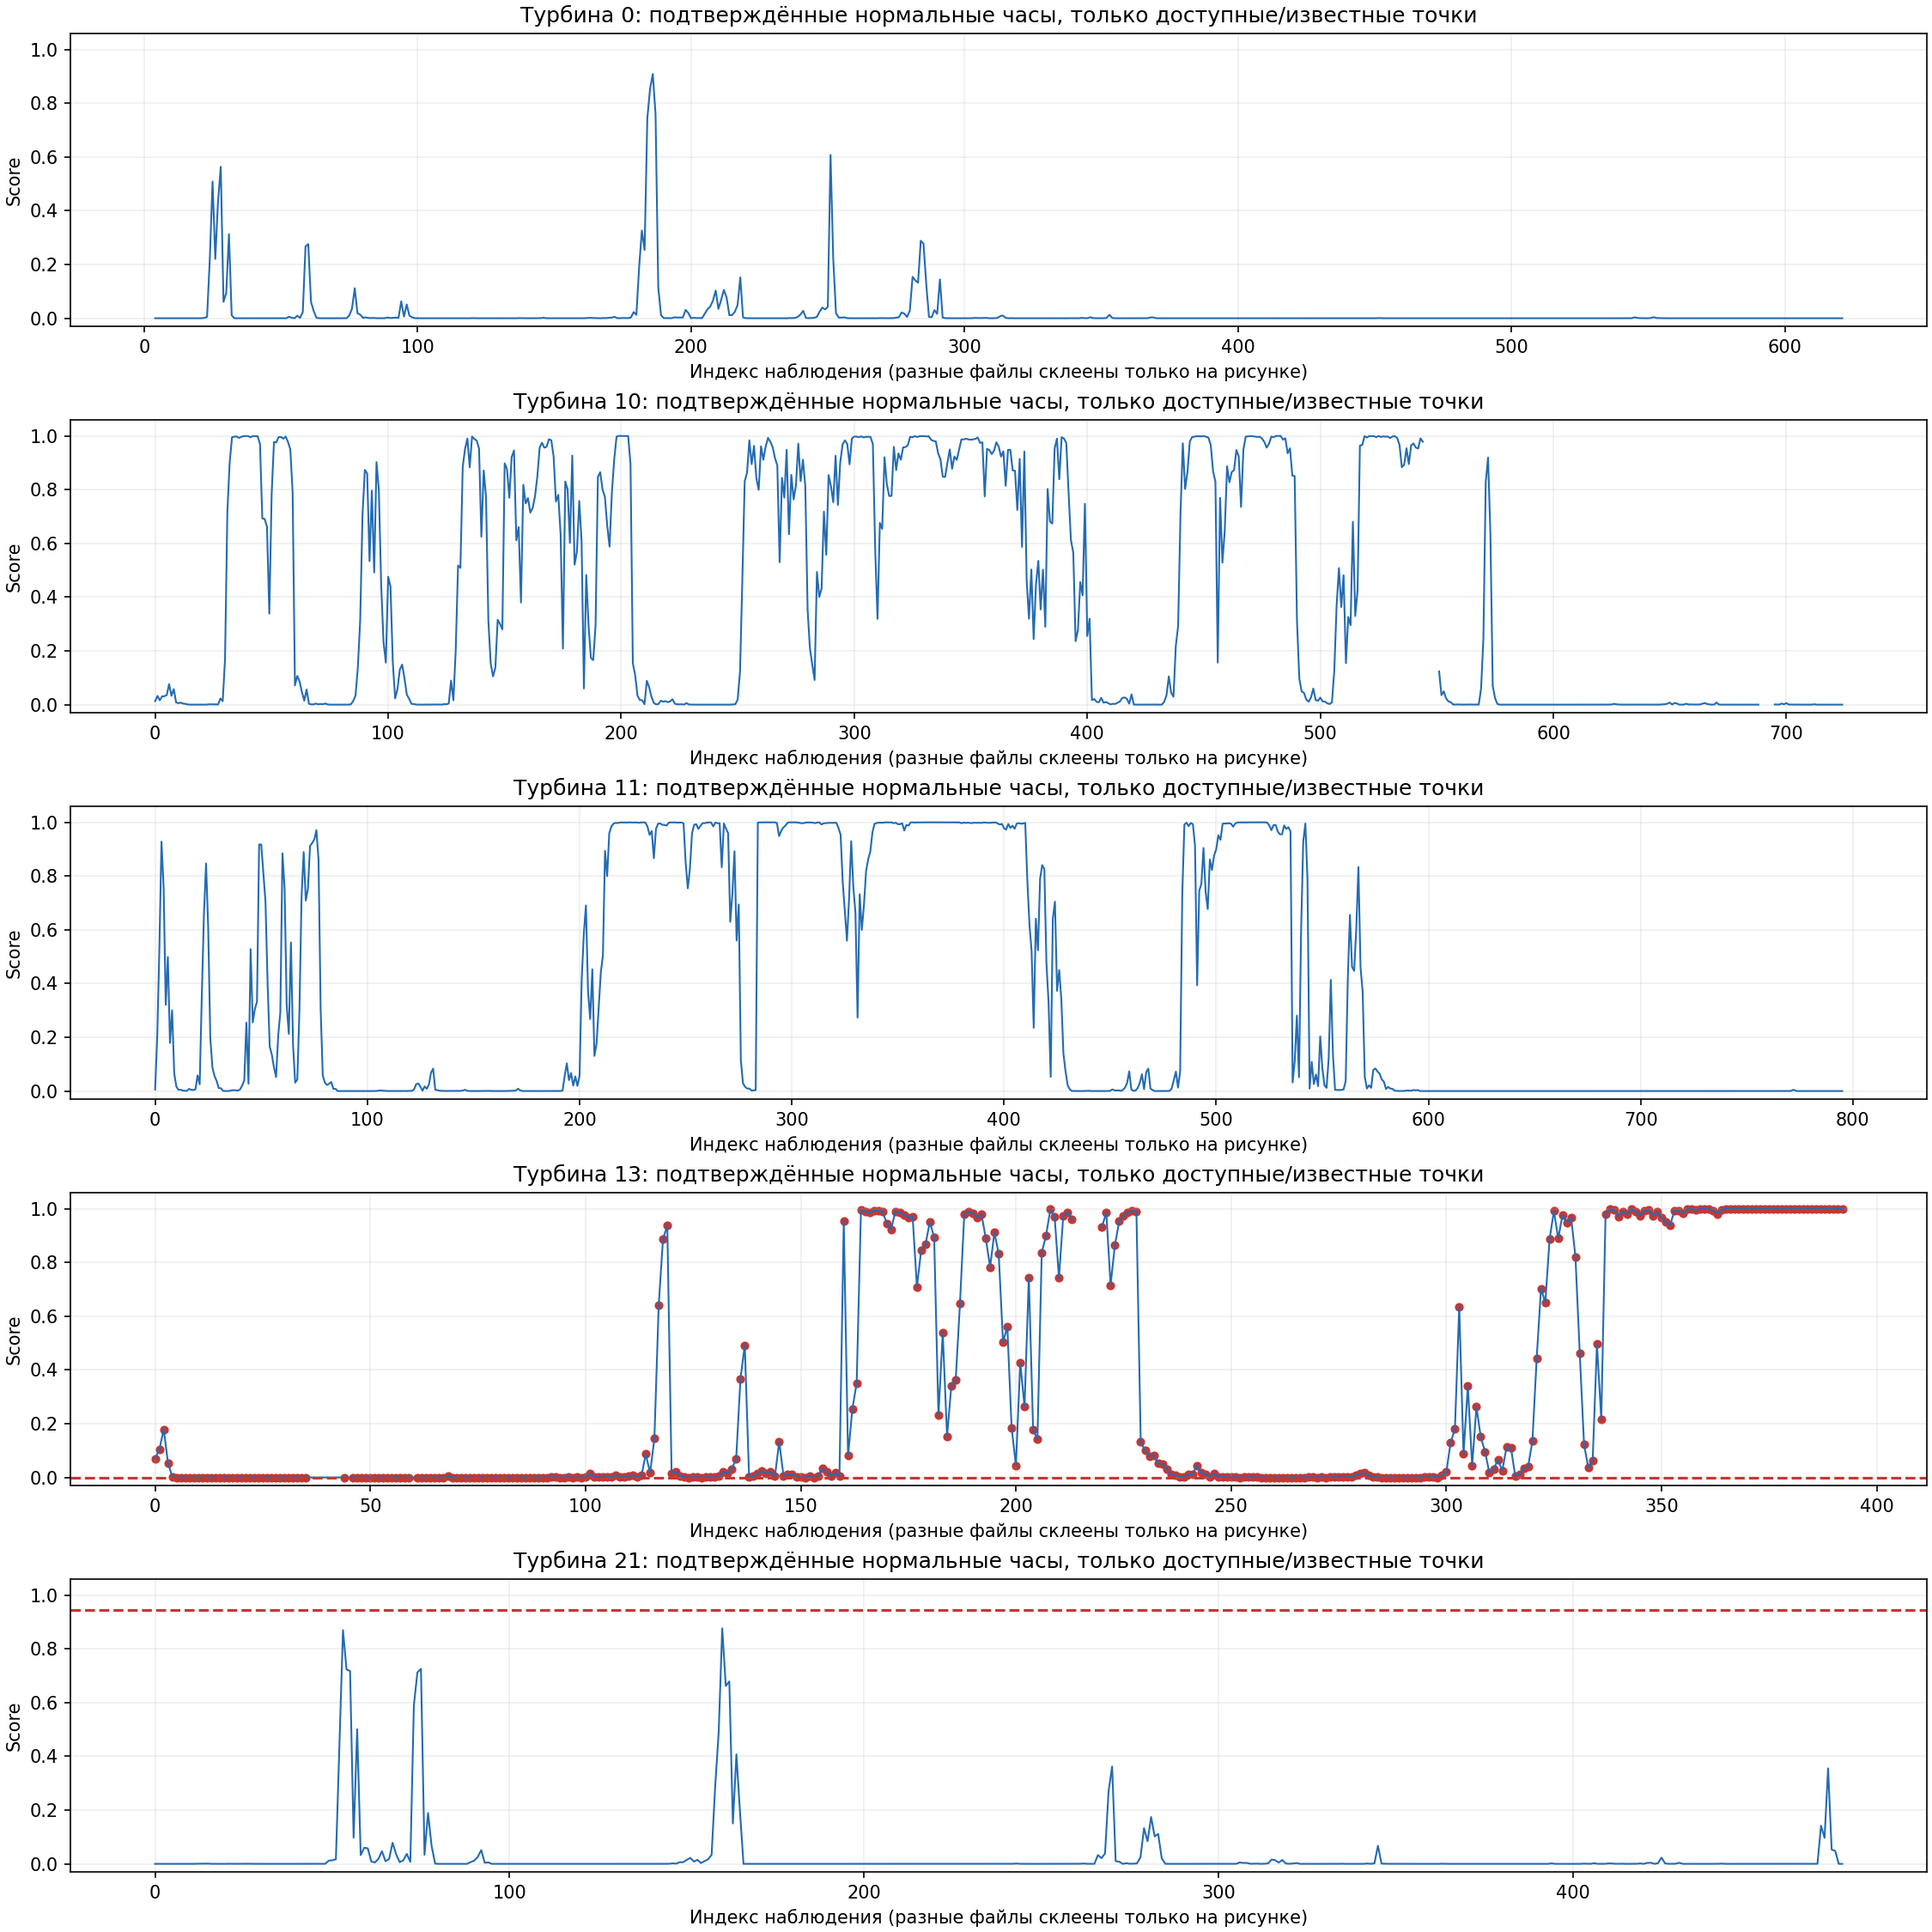 Турбина 0: подтверждённые нормальные часы, только доступные/известные точки
Score
1.0
0.8
0.6
0.4
0.2
0.0
0 100 200 300 400 500 600
Индекс наблюдения (разные файлы склеены только на рисунке)
Турбина 10: подтверждённые нормальные часы, только доступные/известные точки
Score
1.0
0.8
0.6
0.4
0.2
0.0
0 100 200 300 400 500 600 700
Индекс наблюдения (разные файлы склеены только на рисунке)
Турбина 11: подтверждённые нормальные часы, только доступные/известные точки
Score
1.0
0.8
0.6
0.4
0.2
0.0
0 100 200 300 400 500 600 700 800
Индекс наблюдения (разные файлы склеены только на рисунке)
Турбина 13: подтверждённые нормальные часы, только доступные/известные точки
Score
1.0
0.8
0.6
0.4
0.2
0.0
0 50 100 150 200 250 300 350 400
Индекс наблюдения (разные файлы склеены только на рисунке)
Турбина 21: подтверждённые нормальные часы, только доступные/известные точки
Score
1.0
0.8
0.6
0.4
0.2
0.0
0 100 200 300 400
Индекс наблюдения (разные файлы склеены только на рисунке)